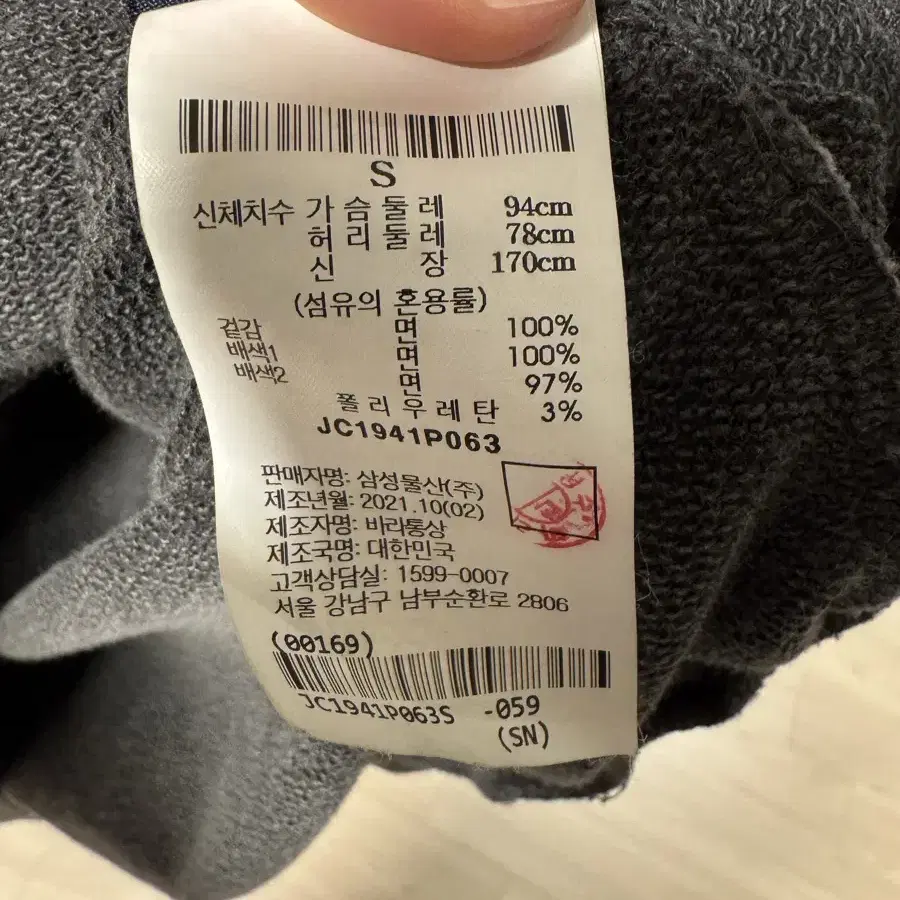 S
신체치수 가 슴 둘 레 94cm
허 리 둘 레 78cm
신 장 170cm
(섬유의 혼용률)
겉감 면 100%
배색1 면 100%
배색2 면 97%
폴 리 우 레 탄 3%
JC1941P063
판매자명: 삼성물산(주)
제조년월: 2021.10(02)
제조자명: 바리통상
제조국명: 대한민국
고객상담실: 1599-0007
서울 강남구 남부순환로 2806
(00169)
JC1941P063S -059
(SN)